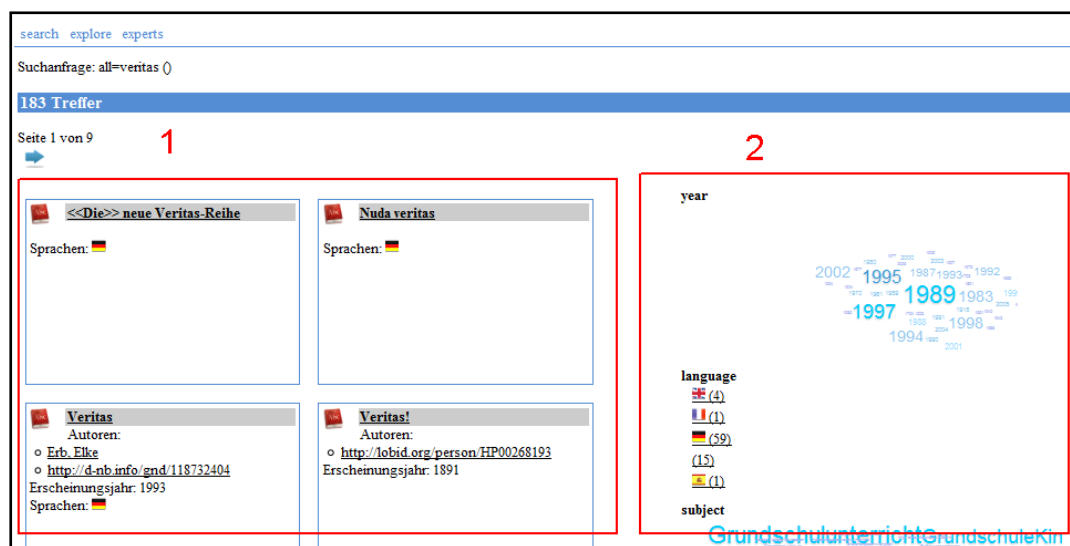 search explore experts
Suchanfrage: all=veritas ()
183 Treffer
Seite 1 von 9
1
2
<<Die>> neue Veritas-Reihe
Sprachen:
Nuda veritas
Sprachen:
Veritas
Autoren:
Erb, Elke
http://d-nb.info/gnd/118732404
Erscheinungsjahr: 1993
Sprachen:
Veritas!
Autoren:
http://lobid.org/person/HP00268193
Erscheinungsjahr: 1891
year
2002 1995 1987 1993 1992
1989 1983
1997
1994 1998
2001
language
(4)
(1)
(59)
(15)
(1)
subject
Grundschulunterricht Grundschule Kin